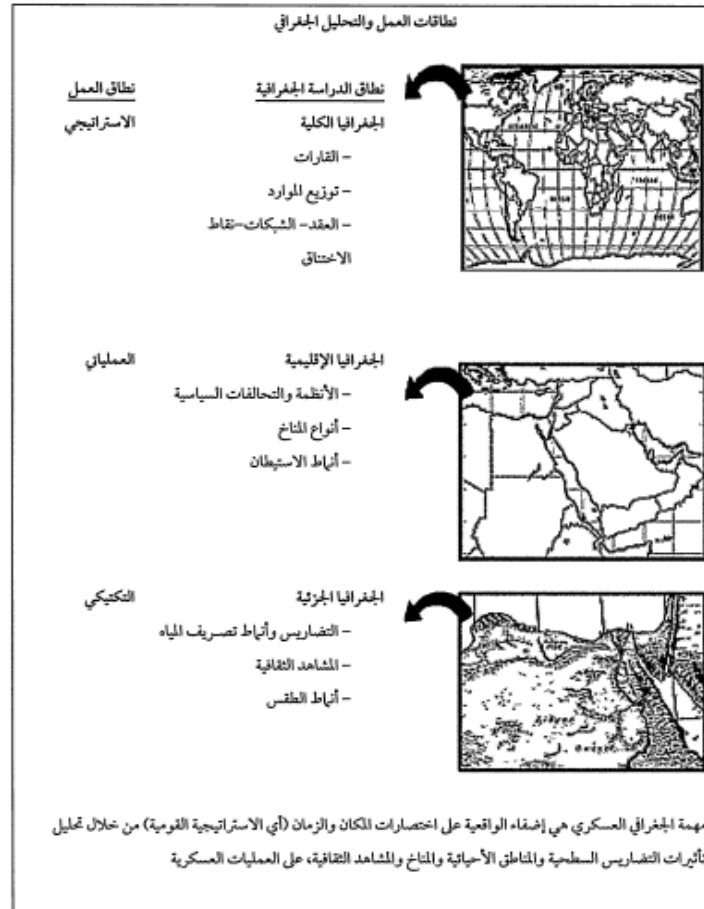 نطاقات العمل والتحليل الجغرافي
نطاق الدراسة الجغرافية
نطاق العمل
الجغرافيا الكلية
الاستراتيجي
– القارات
– توزيع الموارد
– العقد– الشبكات–نقاط
الاختناق
الجغرافيا الإقليمية
العملياتي
– الأنظمة والتحالفات السياسية
– أنواع المناخ
– أنماط الاستيطان
الجغرافيا الجزئية
التكتيكي
– التضاريس وأنماط تصريف المياه
– المشاهد الثقافية
– أنماط الطقس
مهمة الجغرافي العسكري هي إضفاء الواقعية على اختصارات المكان والزمان (أي الاستراتيجية القومية) من خلال تحليل
تأثيرات التضاريس السطحية والمناطق الأحيائية والمناخ والمشاهد الثقافية، على العمليات العسكرية